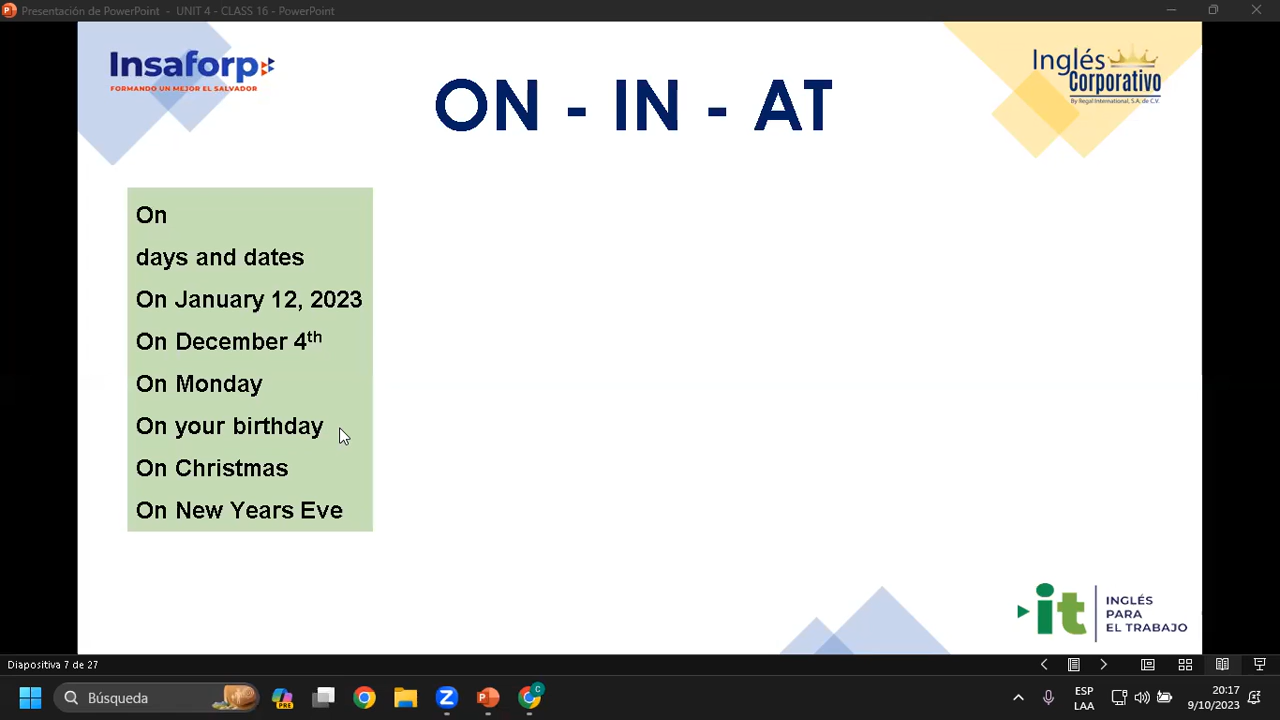 Presentación de PowerPoint - UNIT 4 - CLASS 16 - PowerPoint
Insaforp
FORMANDO UN MEJOR EL SALVADOR
Inglés
Corporativo
By Regal International, S.A. de C.V.
ON - IN - AT
On
days and dates
On January 12, 2023
On December 4th
On Monday
On your birthday
On Christmas
On New Years Eve
it
INGLÉS
PARA
EL TRABAJO
Diapositiva 7 de 27
Búsqueda
PRE
C
ESP
LAA
20:17
9/10/2023